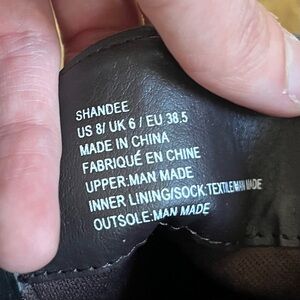 SHANDEE
US 8/ UK 6 / EU 38.5
MADE IN CHINA
FABRIQUÉ EN CHINE
UPPER:MAN MADE
INNER LINING/SOCK:TEXTILE/MAN MADE
OUTSOLE:MAN MADE